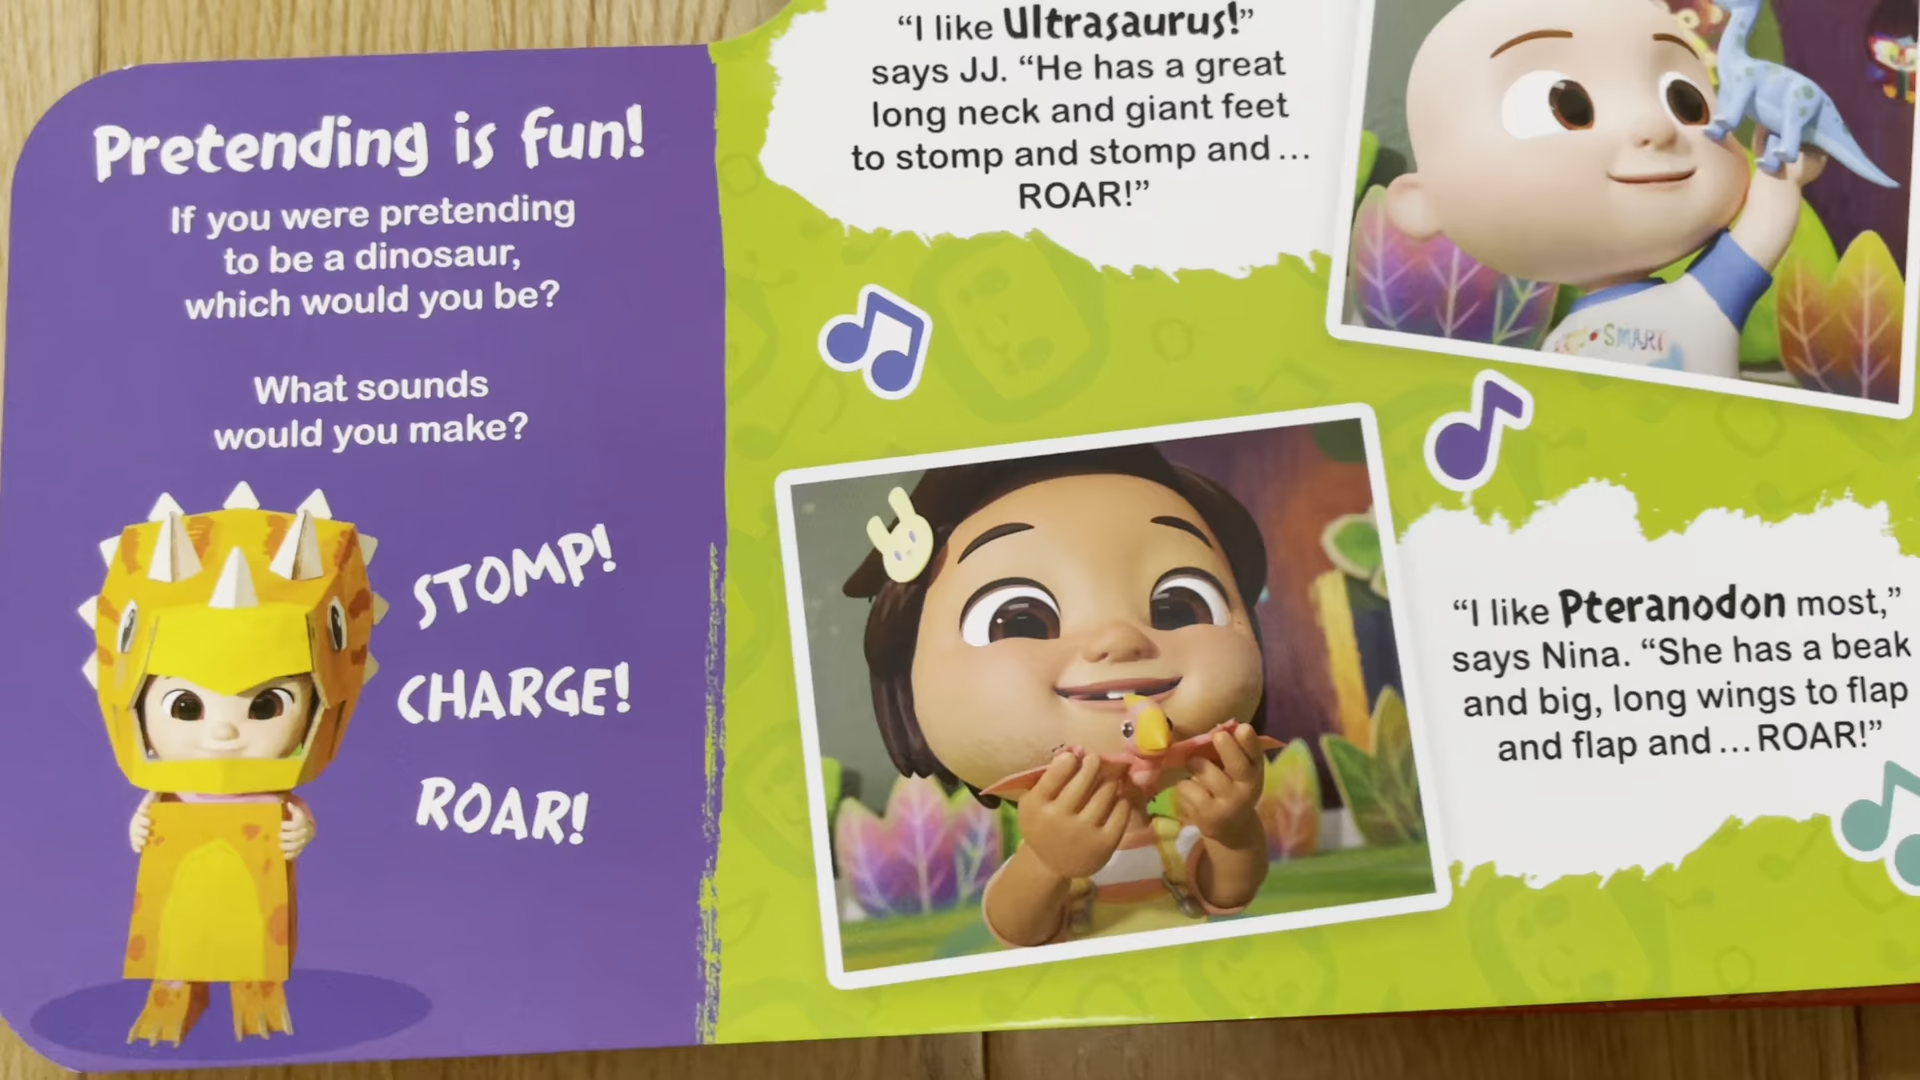 Pretending is fun!
If you were pretending
to be a dinosaur,
which would you be?
What sounds
would you make?
STOMP!
CHARGE!
ROAR!
“I like Ultrasaurus!”
says JJ. “He has a great
long neck and giant feet
to stomp and stomp and ...
ROAR!”
SMART
“I like Pteranodon most,”
says Nina. “She has a beak
and big, long wings to flap
and flap and ... ROAR!”